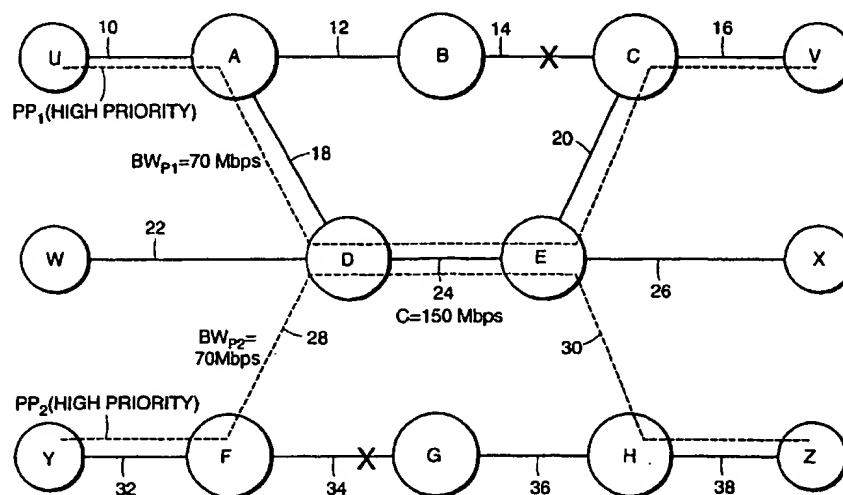 10 12 14 16
U A B C V
PP1(HIGH PRIORITY)
18 20
BWP1=70 Mbps
22
W D E X
24 26
C=150 Mbps
BWP2=
70Mbps
28 30
PP2(HIGH PRIORITY)
Y F G H Z
32 34 36 38